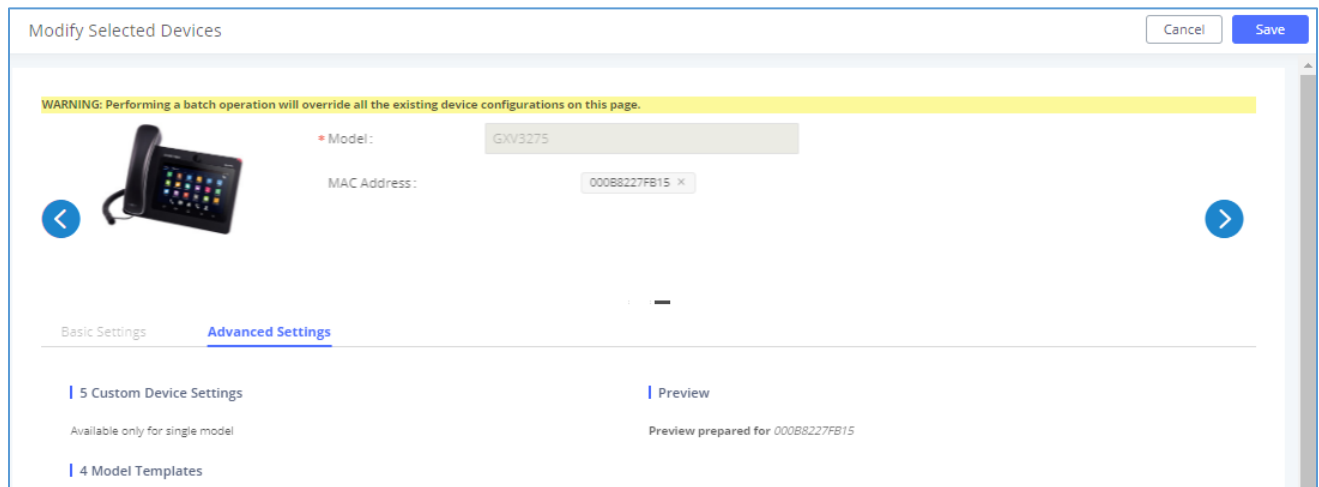 Modify Selected Devices
Cancel
Save
WARNING: Performing a batch operation will override all the existing device configurations on this page.
* Model :
GXV3275
MAC Address :
000B8227FB15 ×
Basic Settings
Advanced Settings
5 Custom Device Settings
Preview
Available only for single model
Preview prepared for 000B8227FB15
4 Model Templates